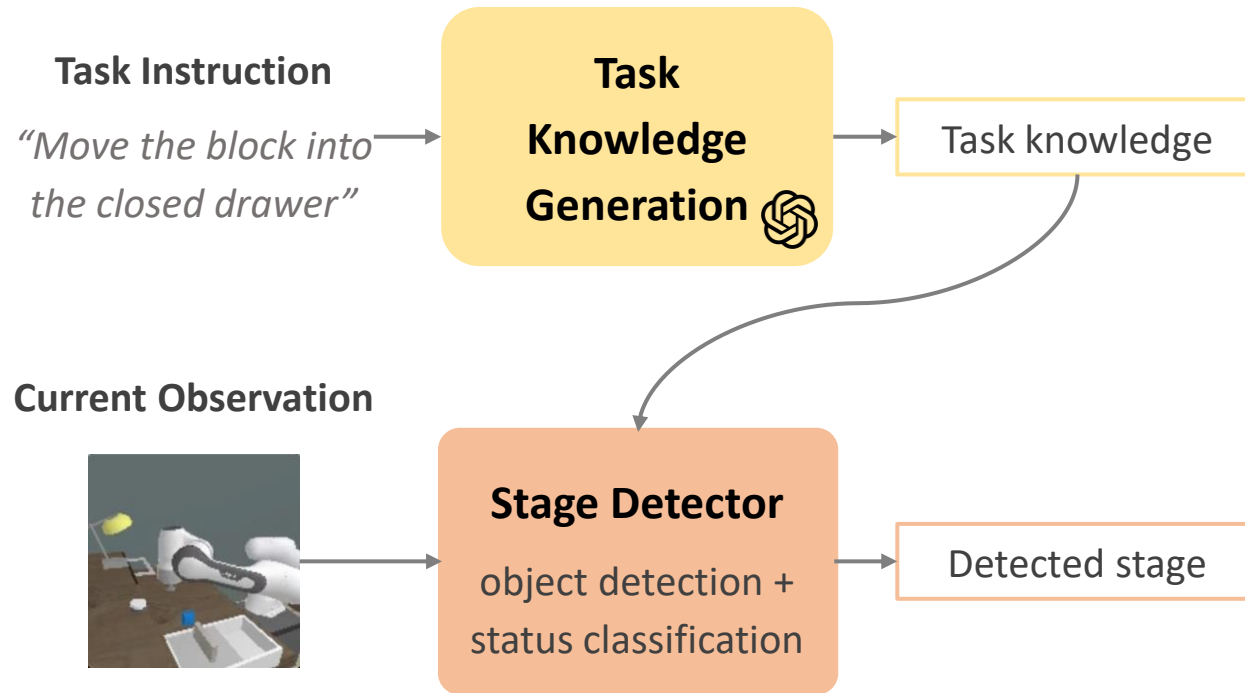 Task Instruction
“Move the block into
the closed drawer”
Task
Knowledge
Generation
Task knowledge
Current Observation
Stage Detector
object detection +
status classification
Detected stage